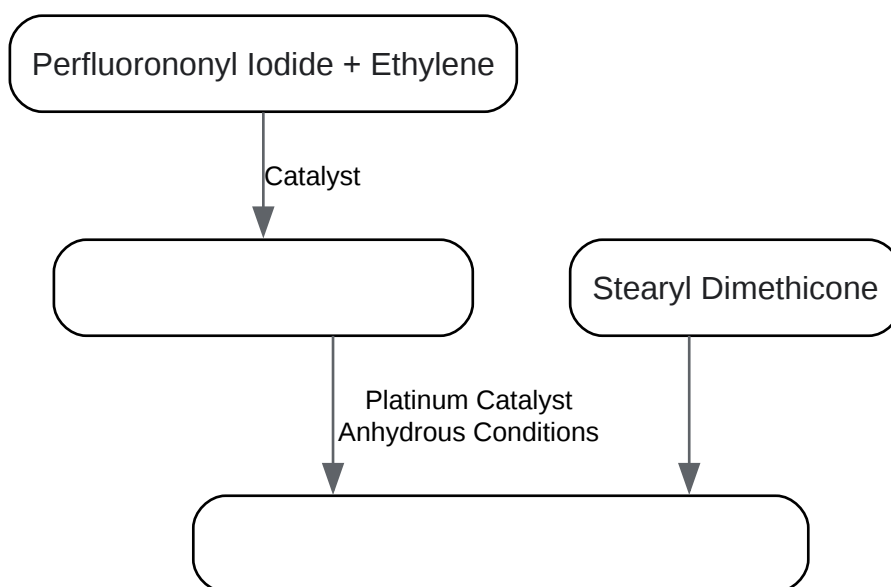 Perfluorononyl Iodide + Ethylene
Catalyst
Stearyl Dimethicone
Platinum Catalyst
Anhydrous Conditions